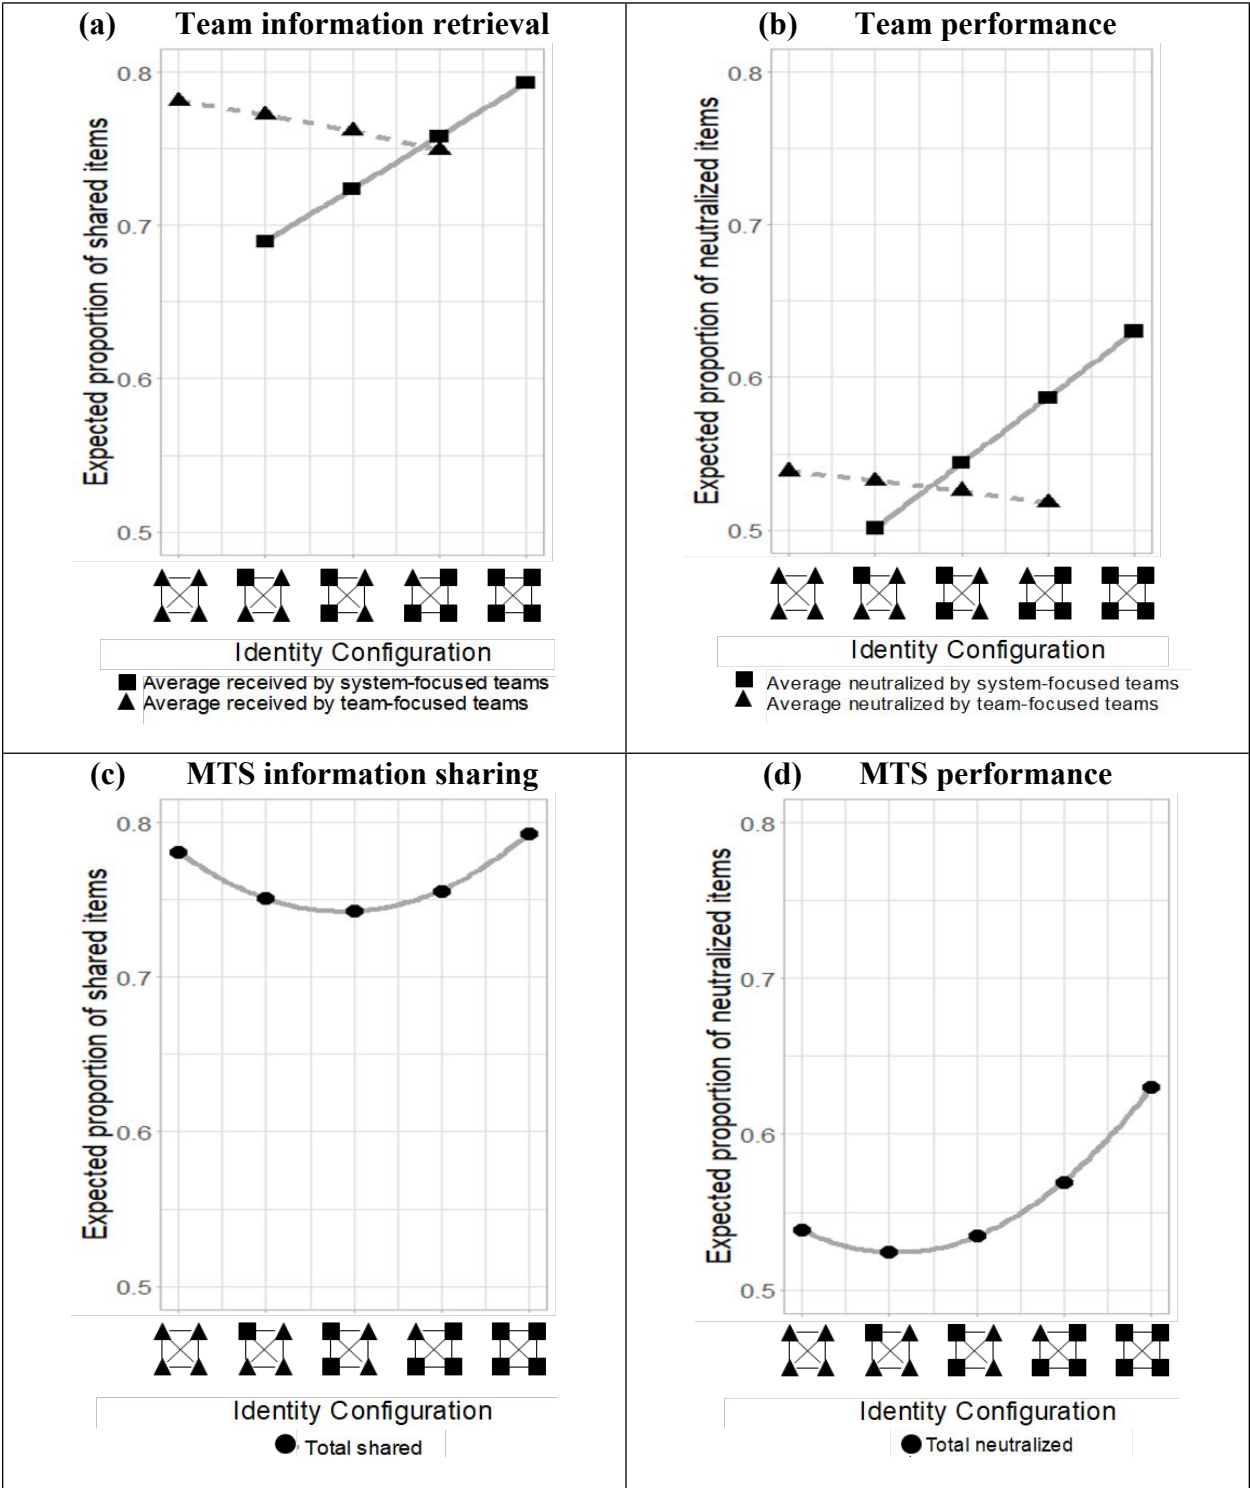 (a) Team information retrieval
Expected proportion of shared items
0.8
0.7
0.6
0.5
Identity Configuration
Average received by system-focused teams
Average received by team-focused teams
(b) Team performance
Expected proportion of neutralized items
0.8
0.7
0.6
0.5
Identity Configuration
Average neutralized by system-focused teams
Average neutralized by team-focused teams
(c) MTS information sharing
Expected proportion of shared items
0.8
0.7
0.6
0.5
Identity Configuration
Total shared
(d) MTS performance
Expected proportion of neutralized items
0.8
0.7
0.6
0.5
Identity Configuration
Total neutralized